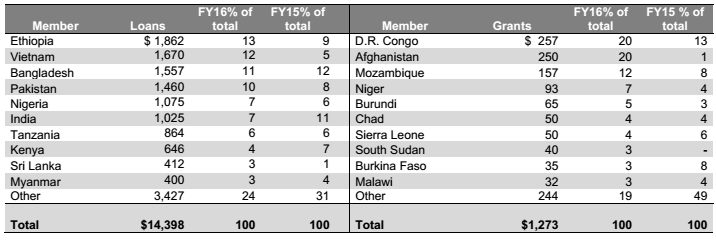 FY16% of FY15% of FY16% of FY15 % of
Member Loans total total Member Grants total total
Ethiopia $ 1,862 13 9 D.R. Congo $ 257 20 13
Vietnam 1,670 12 5 Afghanistan 250 20 1
Bangladesh 1,557 11 12 Mozambique 157 12 8
Pakistan 1,460 10 8 Niger 93 7 4
Nigeria 1,075 7 6 Burundi 65 5 3
India 1,025 7 11 Chad 50 4 4
Tanzania 864 6 6 Sierra Leone 50 4 6
Kenya 646 4 7 South Sudan 40 3 -
Sri Lanka 412 3 1 Burkina Faso 35 3 8
Myanmar 400 3 4 Malawi 32 3 4
Other 3,427 24 31 Other 244 19 49
Total $14,398 100 100 Total $1,273 100 100